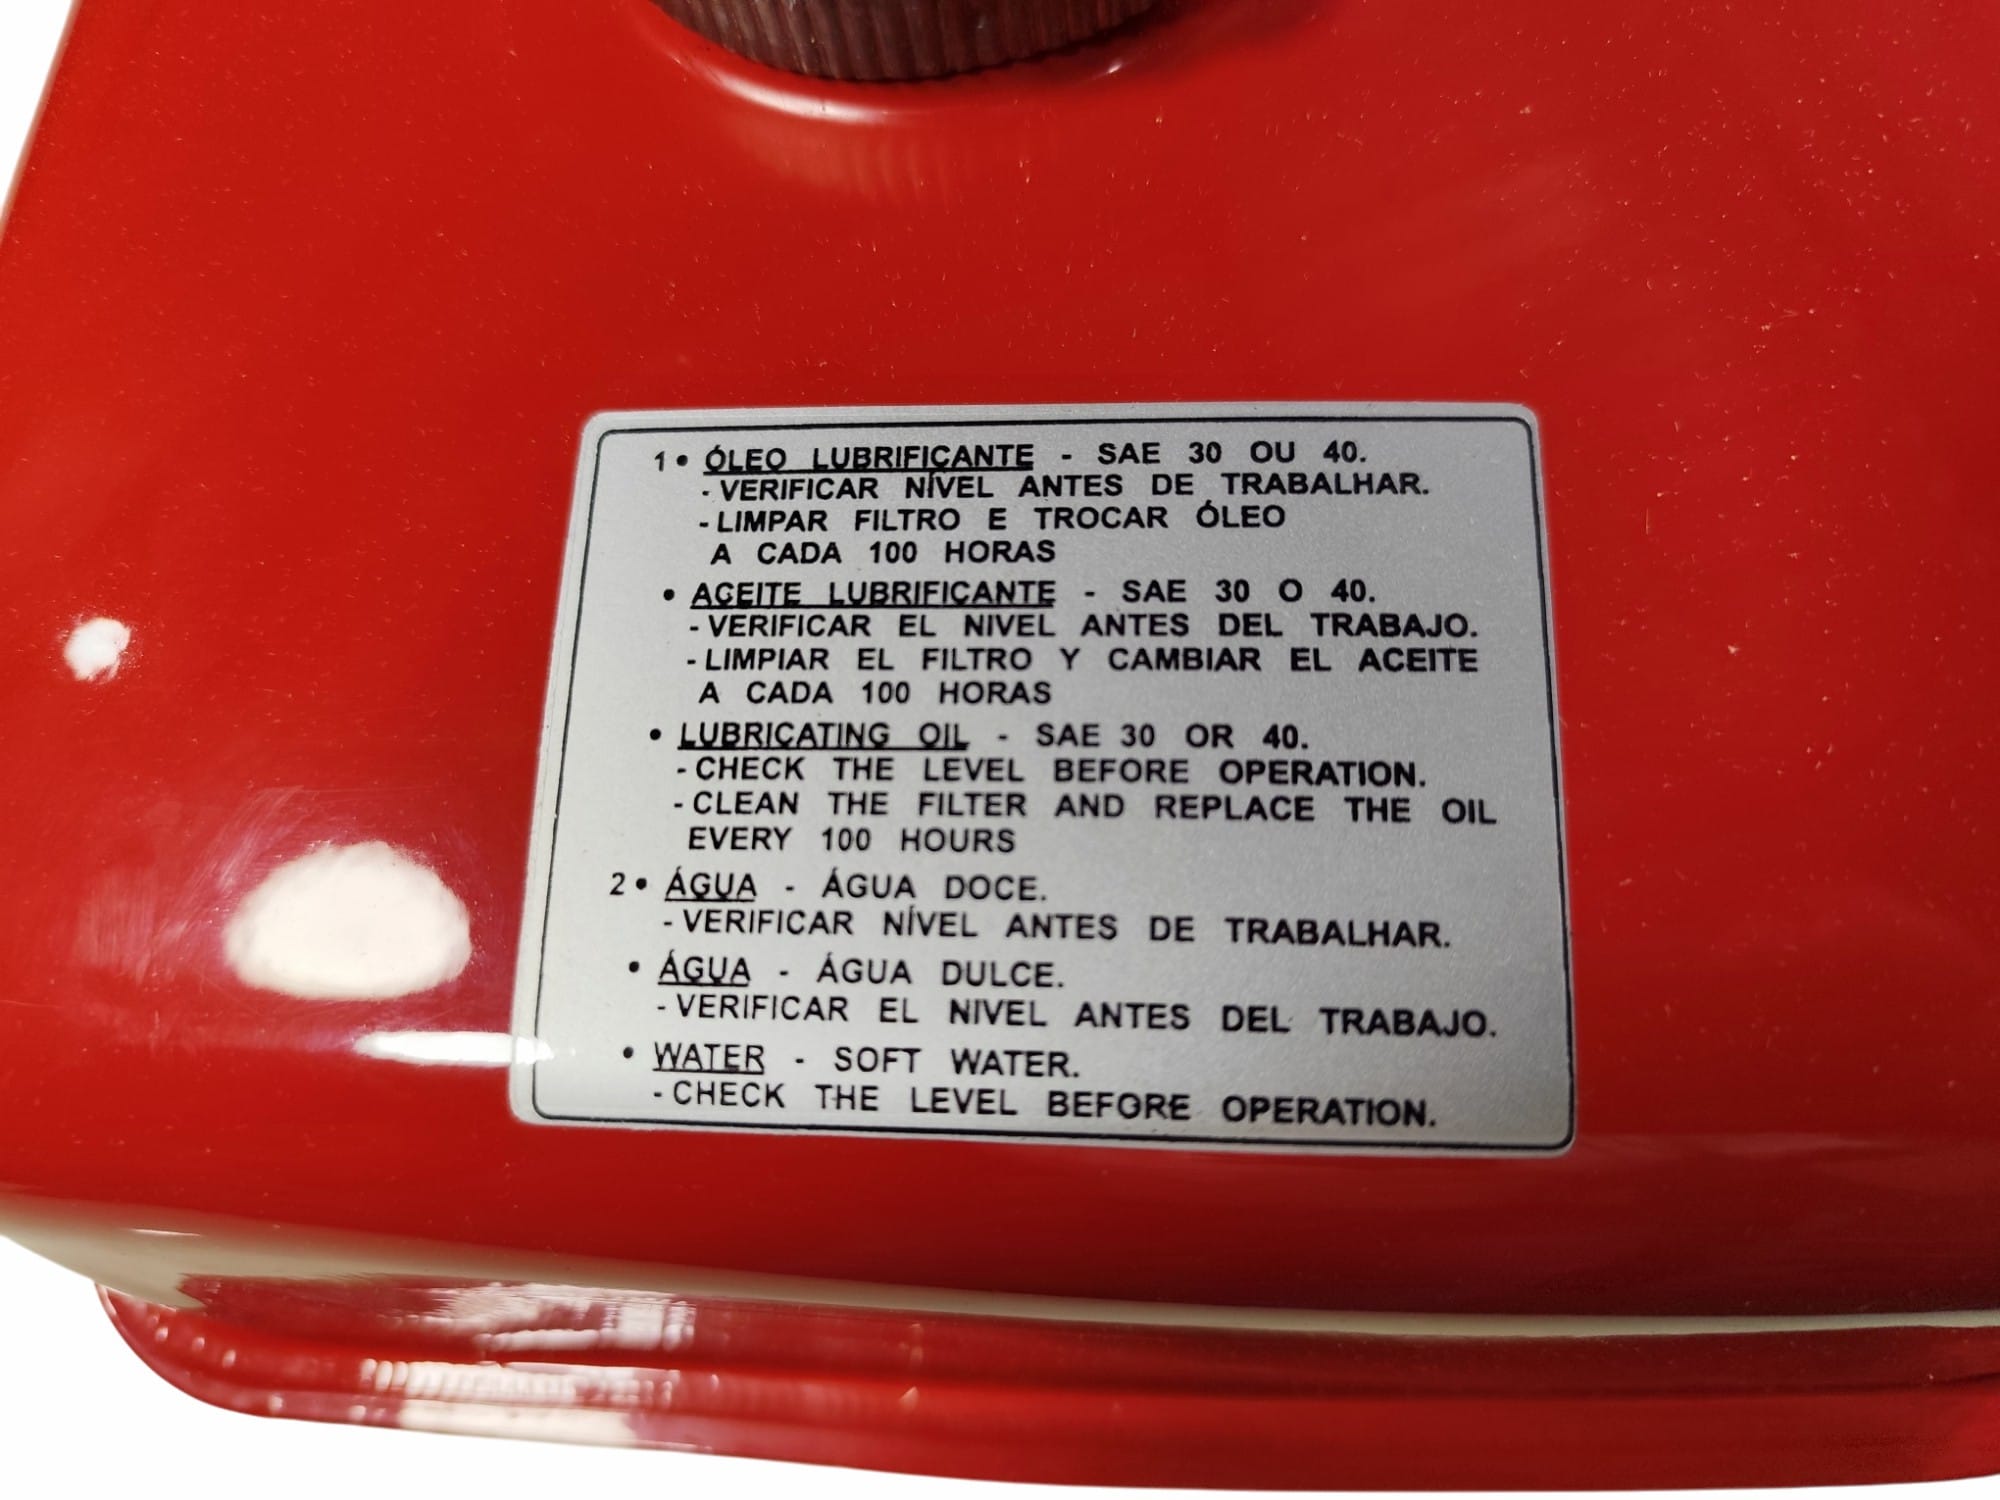 1• ÓLEO LUBRIFICANTE - SAE 30 OU 40.
- VERIFICAR NÍVEL ANTES DE TRABALHAR.
- LIMPAR FILTRO E TROCAR ÓLEO
A CADA 100 HORAS
• ACEITE LUBRIFICANTE - SAE 30 O 40.
- VERIFICAR EL NIVEL ANTES DEL TRABAJO.
- LIMPIAR EL FILTRO Y CAMBIAR EL ACEITE
A CADA 100 HORAS
• LUBRICATING OIL - SAE 30 OR 40.
- CHECK THE LEVEL BEFORE OPERATION.
- CLEAN THE FILTER AND REPLACE THE OIL
EVERY 100 HOURS
2• ÁGUA - ÁGUA DOCE.
- VERIFICAR NÍVEL ANTES DE TRABALHAR.
• ÁGUA - ÁGUA DULCE.
- VERIFICAR EL NIVEL ANTES DEL TRABAJO.
• WATER - SOFT WATER.
- CHECK THE LEVEL BEFORE OPERATION.